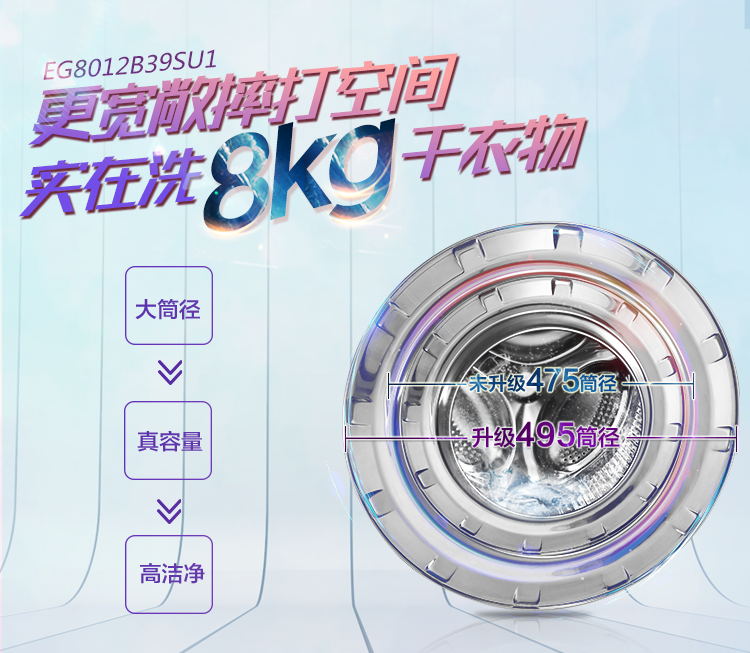 EG8012B39SU1
更宽敞摔打空间
实在洗8kg干衣物
大筒径
真容量
高洁净
未升级475筒径
升级495筒径